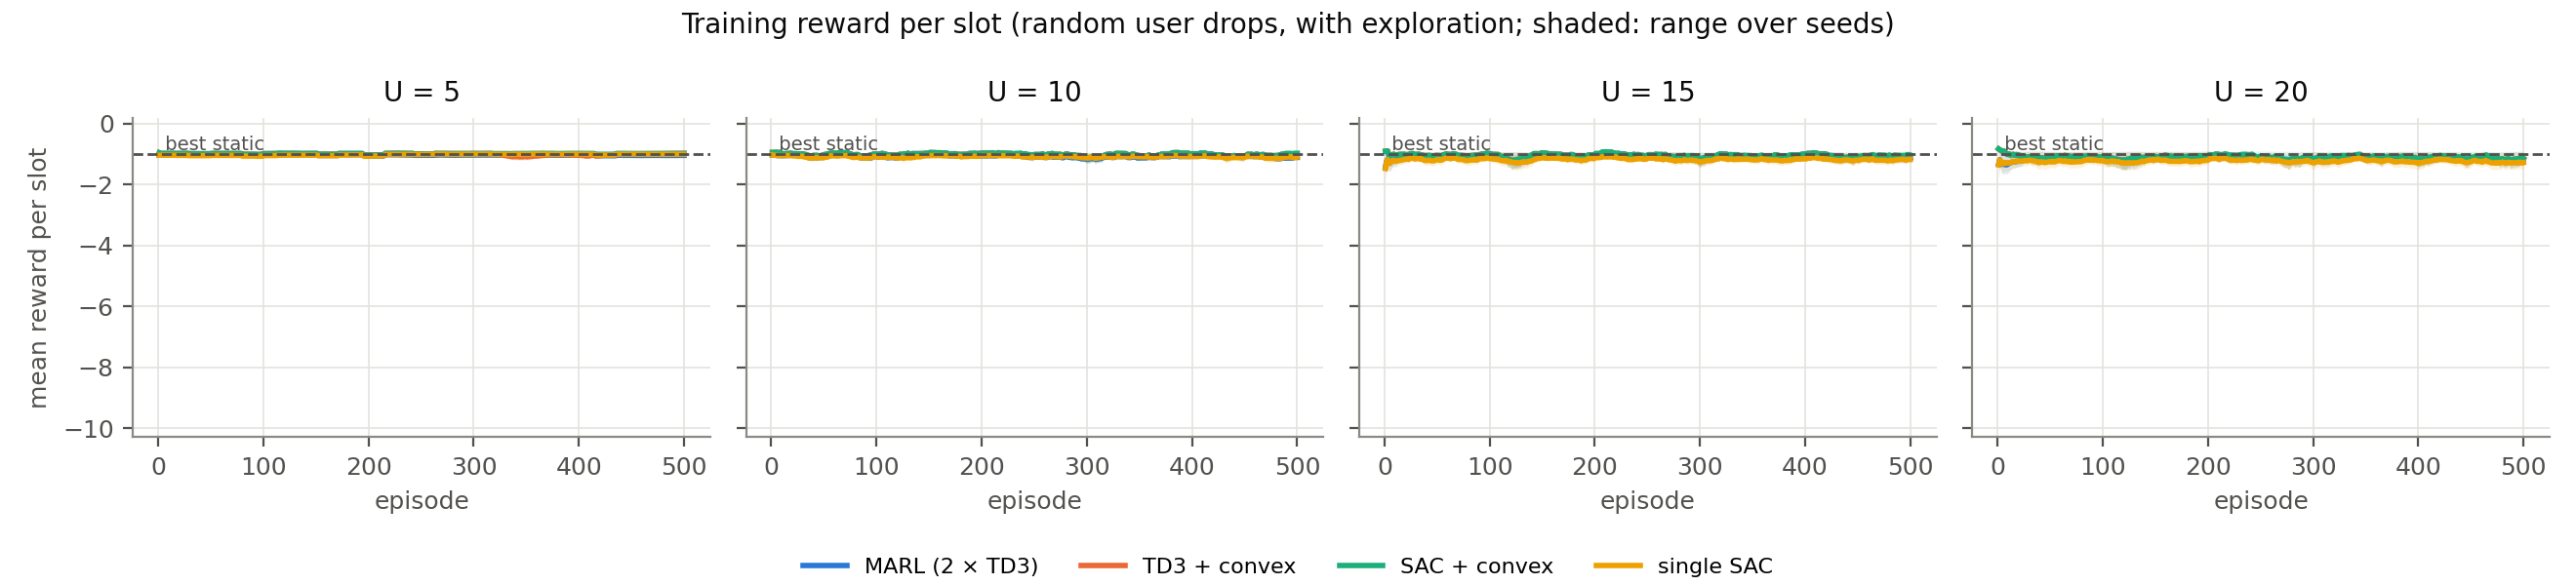 Training reward per slot (random user drops, with exploration; shaded: range over seeds)
U = 5
U = 10
U = 15
U = 20
mean reward per slot
0
−2
−4
−6
−8
−10
best static
best static
best static
best static
0 100 200 300 400 500
0 100 200 300 400 500
0 100 200 300 400 500
0 100 200 300 400 500
episode
episode
episode
episode
MARL (2 × TD3)
TD3 + convex
SAC + convex
single SAC